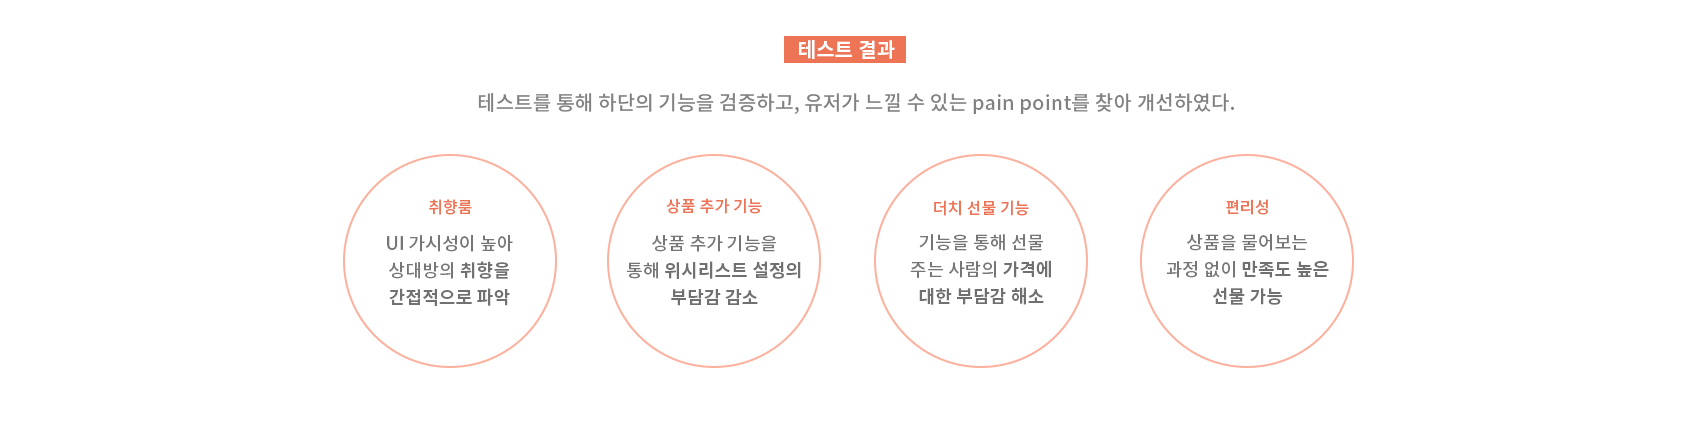 테스트 결과
테스트를 통해 하단의 기능을 검증하고, 유저가 느낄 수 있는 pain point를 찾아 개선하였다.
취향룸
UI 가시성이 높아
상대방의 취향을
간접적으로 파악
상품 추가 기능
상품 추가 기능을
통해 위시리스트 설정의
부담감 감소
더치 선물 기능
기능을 통해 선물
주는 사람의 가격에
대한 부담감 해소
편리성
상품을 물어보는
과정 없이 만족도 높은
선물 가능